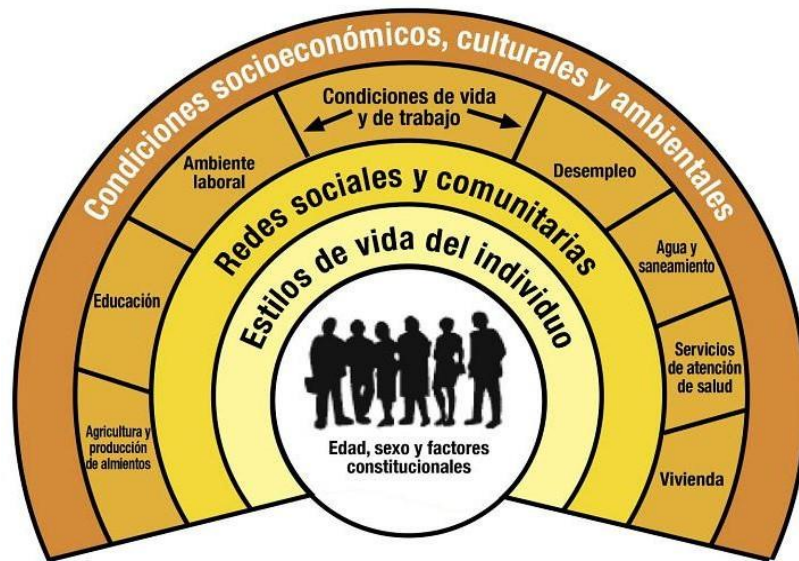 Condiciones socioeconómicos, culturales y ambientales
Condiciones de vida
y de trabajo
Ambiente
laboral
Desempleo
Redes sociales y comunitarias
Agua y
saneamiento
Educación
Estilos de vida del individuo
Servicios
de atención
de salud
Agricultura y
producción
de almientos
Edad, sexo y factores
constitucionales
Vivienda